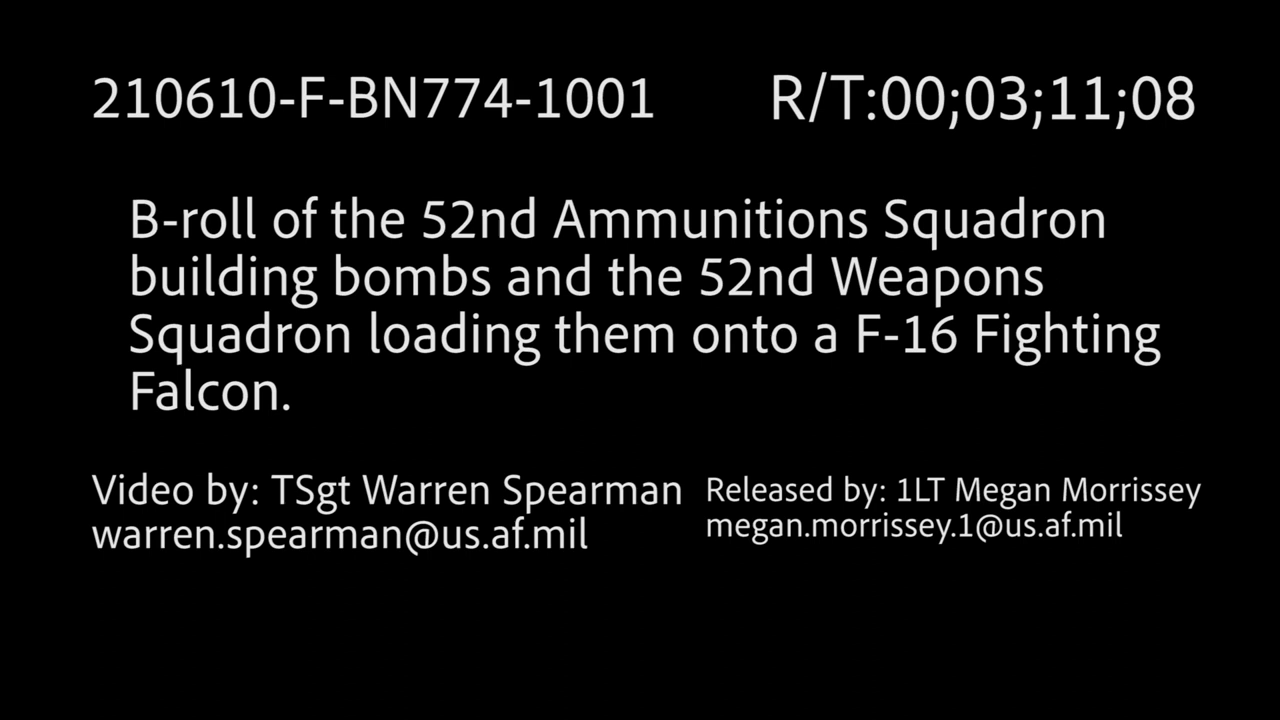 210610-F-BN774-1001 R/T:00;03;11;08
B-roll of the 52nd Ammunitions Squadron
building bombs and the 52nd Weapons
Squadron loading them onto a F-16 Fighting
Falcon.
Video by: TSgt Warren Spearman
warren.spearman@us.af.mil
Released by: 1LT Megan Morrissey
megan.morrissey.1@us.af.mil